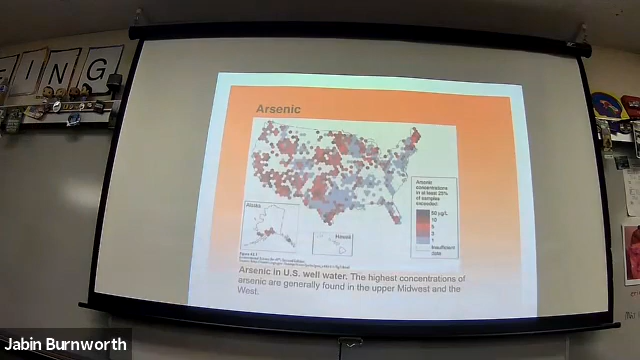 ING
Arsenic
Arsenic
concentrations
in at least 25%
of samples
exceeded:
50 µg/L
10
5
3
1
Insufficient
data
Alaska
Hawaii
Arsenic in U.S. well water. The highest concentrations of
arsenic are generally found in the upper Midwest and the
West.
Jabin Burnworth